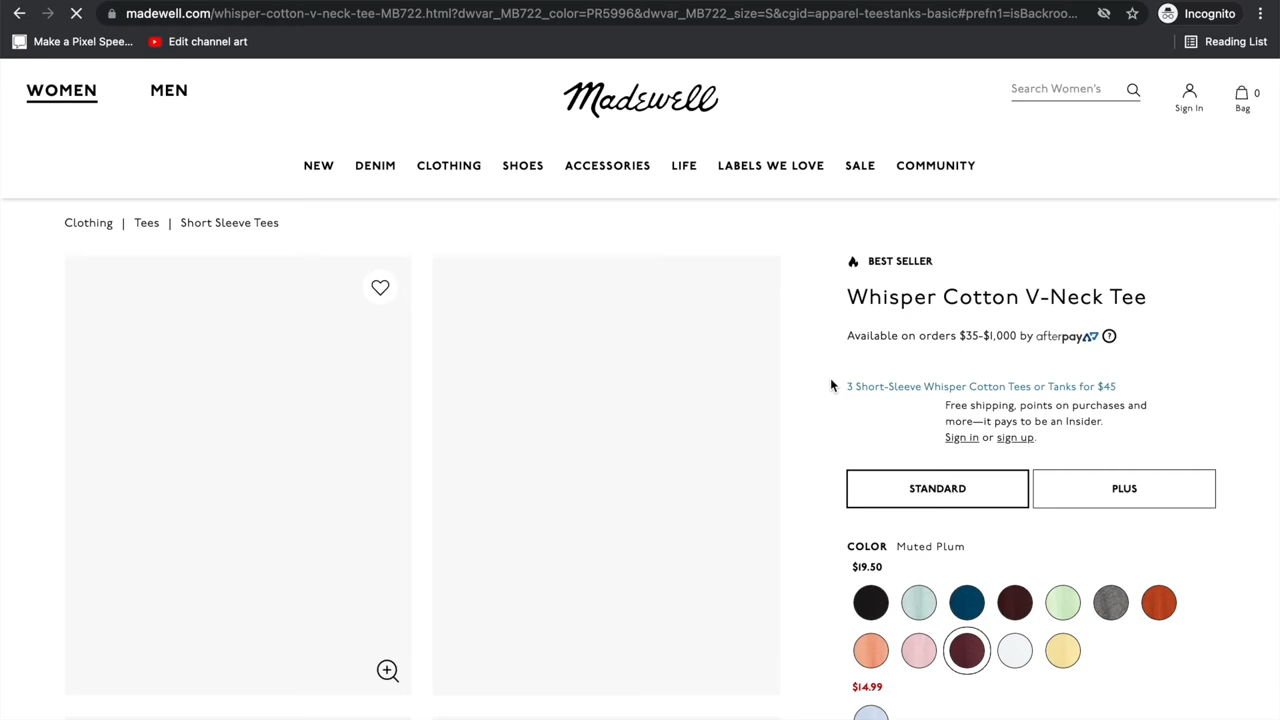 madewell.com/whisper-cotton-v-neck-tee-MB722.html?dwvar_MB722_color=PR5996&dwvar_MB722_size=S&cgid=apparel-teestanks-basic#prefn1=isBackroo...
Incognito
Make a Pixel Spee...
Edit channel art
Reading List
WOMEN
MEN
Madewell
Search Women's
Sign In
0
Bag
NEW
DENIM
CLOTHING
SHOES
ACCESSORIES
LIFE
LABELS WE LOVE
SALE
COMMUNITY
Clothing | Tees | Short Sleeve Tees
BEST SELLER
Whisper Cotton V-Neck Tee
Available on orders $35-$1,000 by afterpay ?
3 Short-Sleeve Whisper Cotton Tees or Tanks for $45
Free shipping, points on purchases and
more—it pays to be an Insider.
Sign in or sign up.
STANDARD
PLUS
COLOR Muted Plum
$19.50
$14.99